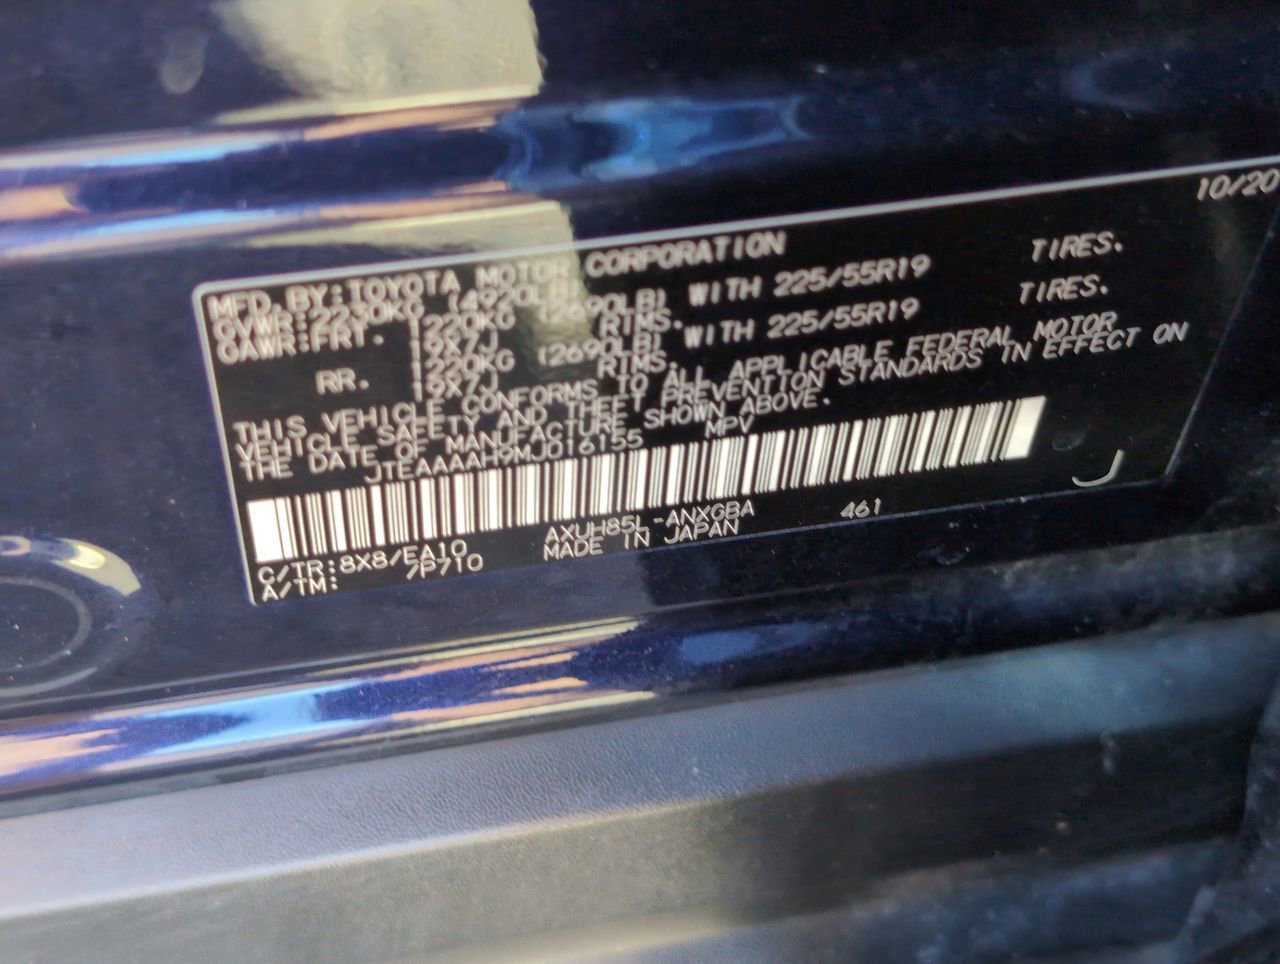 10/20
MFD. BY: TOYOTA MOTOR CORPORATION
GVWR: 2230KG (4920LB)
GAWR: FRT. 1220KG (2690LB) WITH 225/55R19 TIRES.
19X7J RIMS.
RR. 1220KG (2690LB) WITH 225/55R19 TIRES.
19X7J RIMS.
THIS VEHICLE CONFORMS TO ALL APPLICABLE FEDERAL MOTOR
VEHICLE SAFETY AND THEFT PREVENTION STANDARDS IN EFFECT ON
THE DATE OF MANUFACTURE SHOWN ABOVE.
JTEAAAAH9MJ016155 MPV
C/TR: 8X8/EA10 AXUH85L-ANXGBA 461
A/TM: 7P710 MADE IN JAPAN